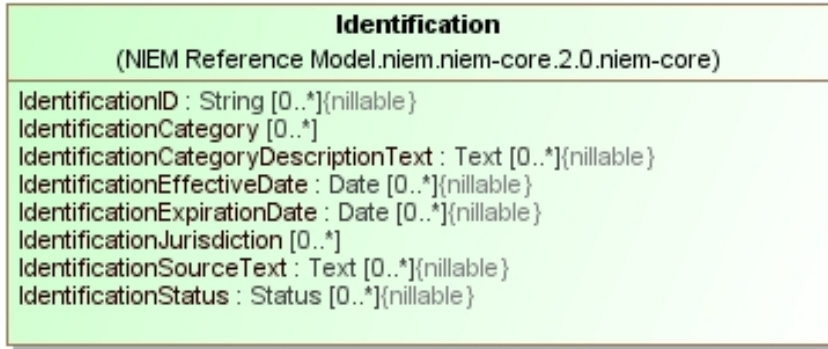 Identification
(NIEM Reference Model.niem.niem-core.2.0.niem-core)
IdentificationID : String [0..*]{nillable}
IdentificationCategory [0..*]
IdentificationCategoryDescriptionText : Text [0..*]{nillable}
IdentificationEffectiveDate : Date [0..*]{nillable}
IdentificationExpirationDate : Date [0..*]{nillable}
IdentificationJurisdiction [0..*]
IdentificationSourceText : Text [0..*]{nillable}
IdentificationStatus : Status [0..*]{nillable}